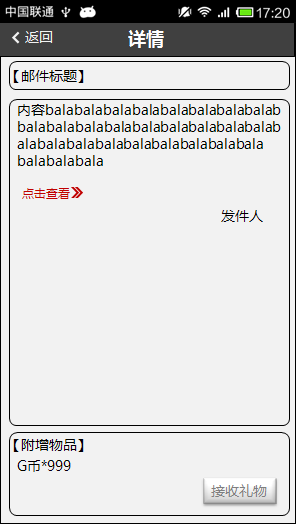 中国联通
17:20
返回
详情
【邮件标题】
内容balabalabalabalabalabalabalabalab
balabalabalabalabalabalabalabalabalab
alabalabalabalabalabalabalabalabala
balabalabala
点击查看
发件人
【附增物品】
G币*999
接收礼物